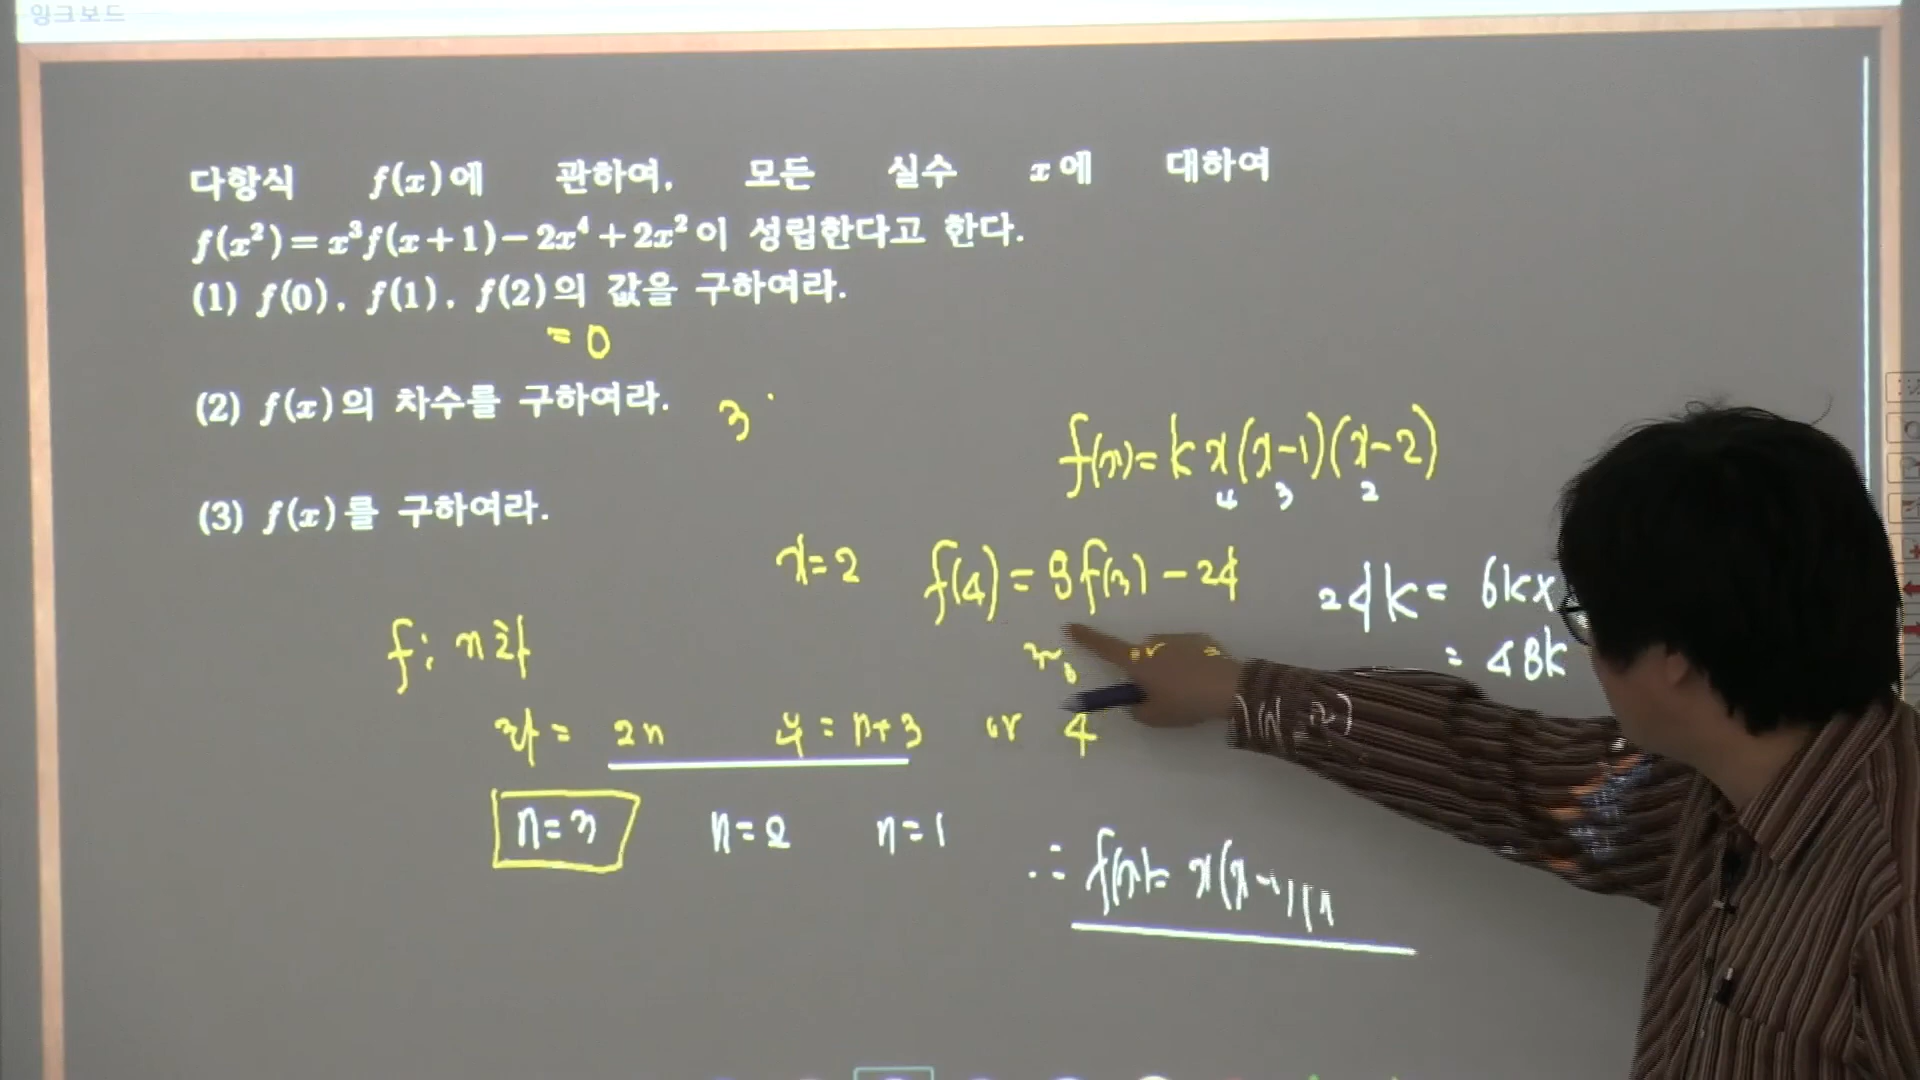 잉크보드
다항식 f(x)에 관하여, 모든 실수 x에 대하여
f(x²)=x³f(x+1)-2x⁴+2x²이 성립한다고 한다.
(1) f(0), f(1), f(2)의 값을 구하여라.
= 0
(2) f(x)의 차수를 구하여라. 3
f(x)= kx(x-1)(x-2)
4 3 2
(3) f(x)를 구하여라.
x=2 f(4) = 8f(3) - 24
24k = 6kx
= 48k
f : n차
좌 = 2n 우 = n+3 or 4
n=3 n=2 n=1
∴ f(x)= x(x-1)(x